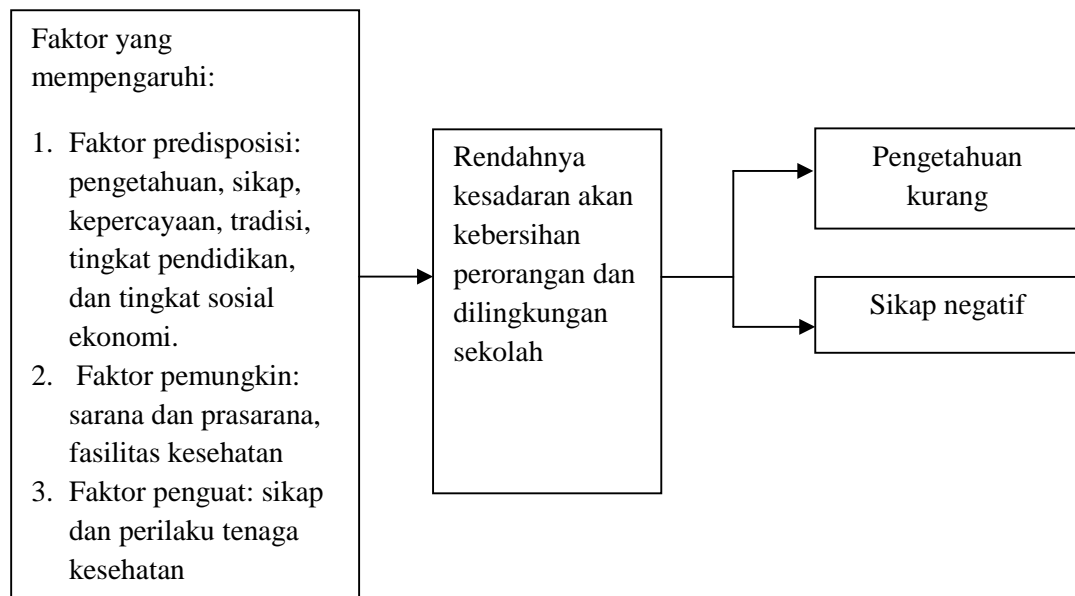 Faktor yang
mempengaruhi:
1. Faktor predisposisi:
pengetahuan, sikap,
kepercayaan, tradisi,
tingkat pendidikan,
dan tingkat sosial
ekonomi.
2. Faktor pemungkin:
sarana dan prasarana,
fasilitas kesehatan
3. Faktor penguat: sikap
dan perilaku tenaga
kesehatan
Rendahnya
kesadaran akan
kebersihan
perorangan dan
dilingkungan
sekolah
Pengetahuan
kurang
Sikap negatif